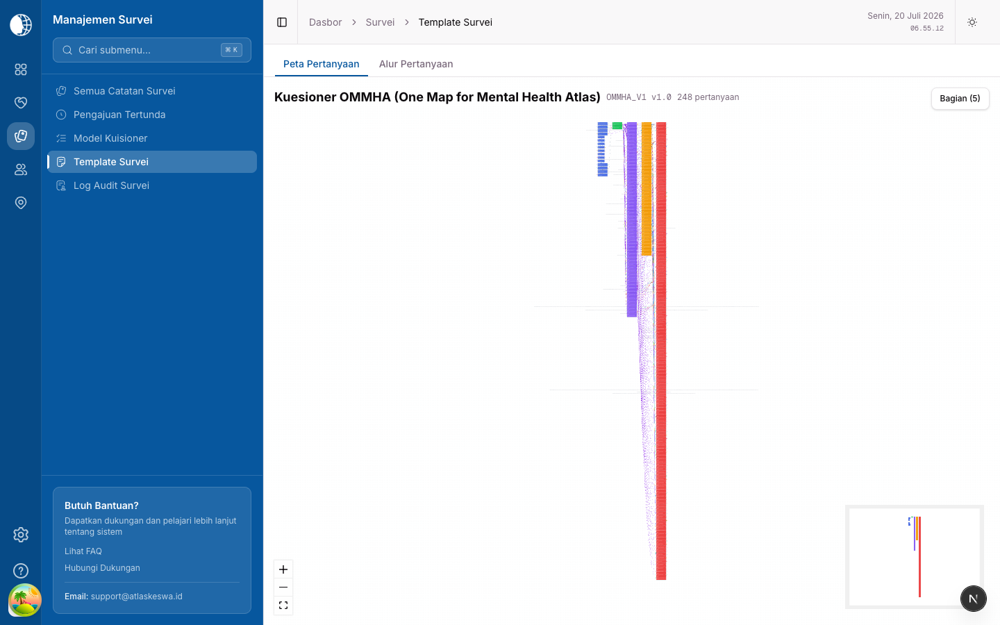 Manajemen Survei
Cari submenu...
⌘ K
Semua Catatan Survei
Pengajuan Tertunda
Model Kuisioner
Template Survei
Log Audit Survei
Butuh Bantuan?
Dapatkan dukungan dan pelajari lebih lanjut
tentang sistem
Lihat FAQ
Hubungi Dukungan
Email: support@atlaskeswa.id
Dasbor > Survei > Template Survei
Senin, 20 Juli 2026
06.55.12
Peta Pertanyaan
Alur Pertanyaan
Kuesioner OMMHA (One Map for Mental Health Atlas) OMMHA_V1 v1.0 248 pertanyaan
Bagian (5)
N